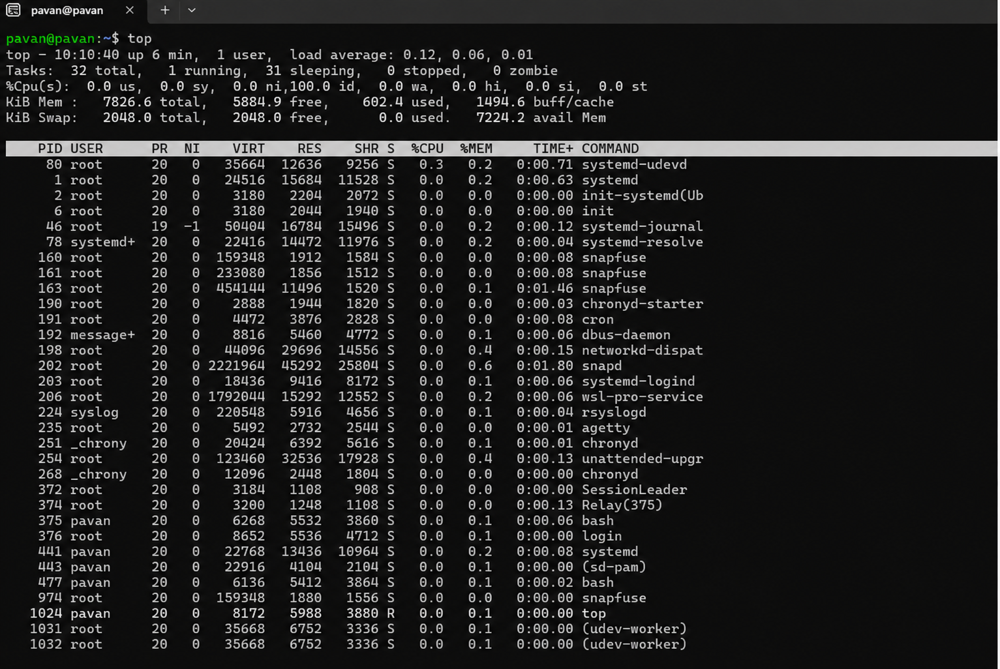 pavan@pavan
pavan@pavan:~$ top
top - 10:10:40 up 6 min,  1 user,  load average: 0.12, 0.06, 0.01
Tasks:  32 total,   1 running,  31 sleeping,   0 stopped,   0 zombie
%Cpu(s):  0.0 us,  0.0 sy,  0.0 ni,100.0 id,  0.0 wa,  0.0 hi,  0.0 si,  0.0 st
KiB Mem :   7826.6 total,   5884.9 free,    602.4 used,   1494.6 buff/cache
KiB Swap:   2048.0 total,   2048.0 free,      0.0 used.   7224.2 avail Mem
PID USER      PR  NI    VIRT    RES    SHR S  %CPU  %MEM     TIME+ COMMAND
80 root      20   0   35664  12636   9256 S   0.3   0.2   0:00.71 systemd-udevd
1 root      20   0   24516  15684  11528 S   0.0   0.2   0:00.63 systemd
2 root      20   0    3180   2204   2072 S   0.0   0.0   0:00.00 init-systemd(Ub
6 root      20   0    3180   2044   1940 S   0.0   0.0   0:00.00 init
46 root      19  -1   50404  16784  15496 S   0.0   0.2   0:00.12 systemd-journal
78 systemd+  20   0   22416  14472  11976 S   0.0   0.2   0:00.04 systemd-resolve
160 root      20   0  159348   1912   1584 S   0.0   0.0   0:00.08 snapfuse
161 root      20   0  233080   1856   1512 S   0.0   0.0   0:00.08 snapfuse
163 root      20   0  454144  11496   1520 S   0.0   0.1   0:01.46 snapfuse
190 root      20   0    2888   1944   1820 S   0.0   0.0   0:00.03 chronyd-starter
191 root      20   0    4472   3876   2828 S   0.0   0.0   0:00.08 cron
192 message+  20   0    8816   5460   4772 S   0.0   0.1   0:00.06 dbus-daemon
198 root      20   0   44096  29696  14556 S   0.0   0.4   0:00.15 networkd-dispat
202 root      20   0 2221964  45292  25804 S   0.0   0.6   0:01.80 snapd
203 root      20   0   18436   9416   8172 S   0.0   0.1   0:00.06 systemd-logind
206 root      20   0 1792044  15292  12552 S   0.0   0.2   0:00.06 wsl-pro-service
224 syslog    20   0  220548   5916   4656 S   0.0   0.1   0:00.04 rsyslogd
235 root      20   0    5492   2732   2544 S   0.0   0.0   0:00.01 agetty
251 _chrony   20   0   20424   6392   5616 S   0.0   0.1   0:00.01 chronyd
254 root      20   0  123460  32536  17928 S   0.0   0.4   0:00.13 unattended-upgr
268 _chrony   20   0   12096   2448   1804 S   0.0   0.0   0:00.00 chronyd
372 root      20   0    3184   1108    908 S   0.0   0.0   0:00.00 SessionLeader
374 root      20   0    3200   1248   1108 S   0.0   0.0   0:00.13 Relay(375)
375 pavan     20   0    6268   5532   3860 S   0.0   0.1   0:00.06 bash
376 root      20   0    8652   5536   4712 S   0.0   0.1   0:00.00 login
441 pavan     20   0   22768  13436  10964 S   0.0   0.2   0:00.08 systemd
443 pavan     20   0   22916   4104   2104 S   0.0   0.1   0:00.00 (sd-pam)
477 pavan     20   0    6136   5412   3864 S   0.0   0.1   0:00.02 bash
974 root      20   0  159348   1880   1556 S   0.0   0.0   0:00.00 snapfuse
1024 pavan     20   0    8172   5988   3880 R   0.0   0.1   0:00.00 top
1031 root      20   0   35668   6752   3336 S   0.0   0.1   0:00.00 (udev-worker)
1032 root      20   0   35668   6752   3336 S   0.0   0.1   0:00.00 (udev-worker)